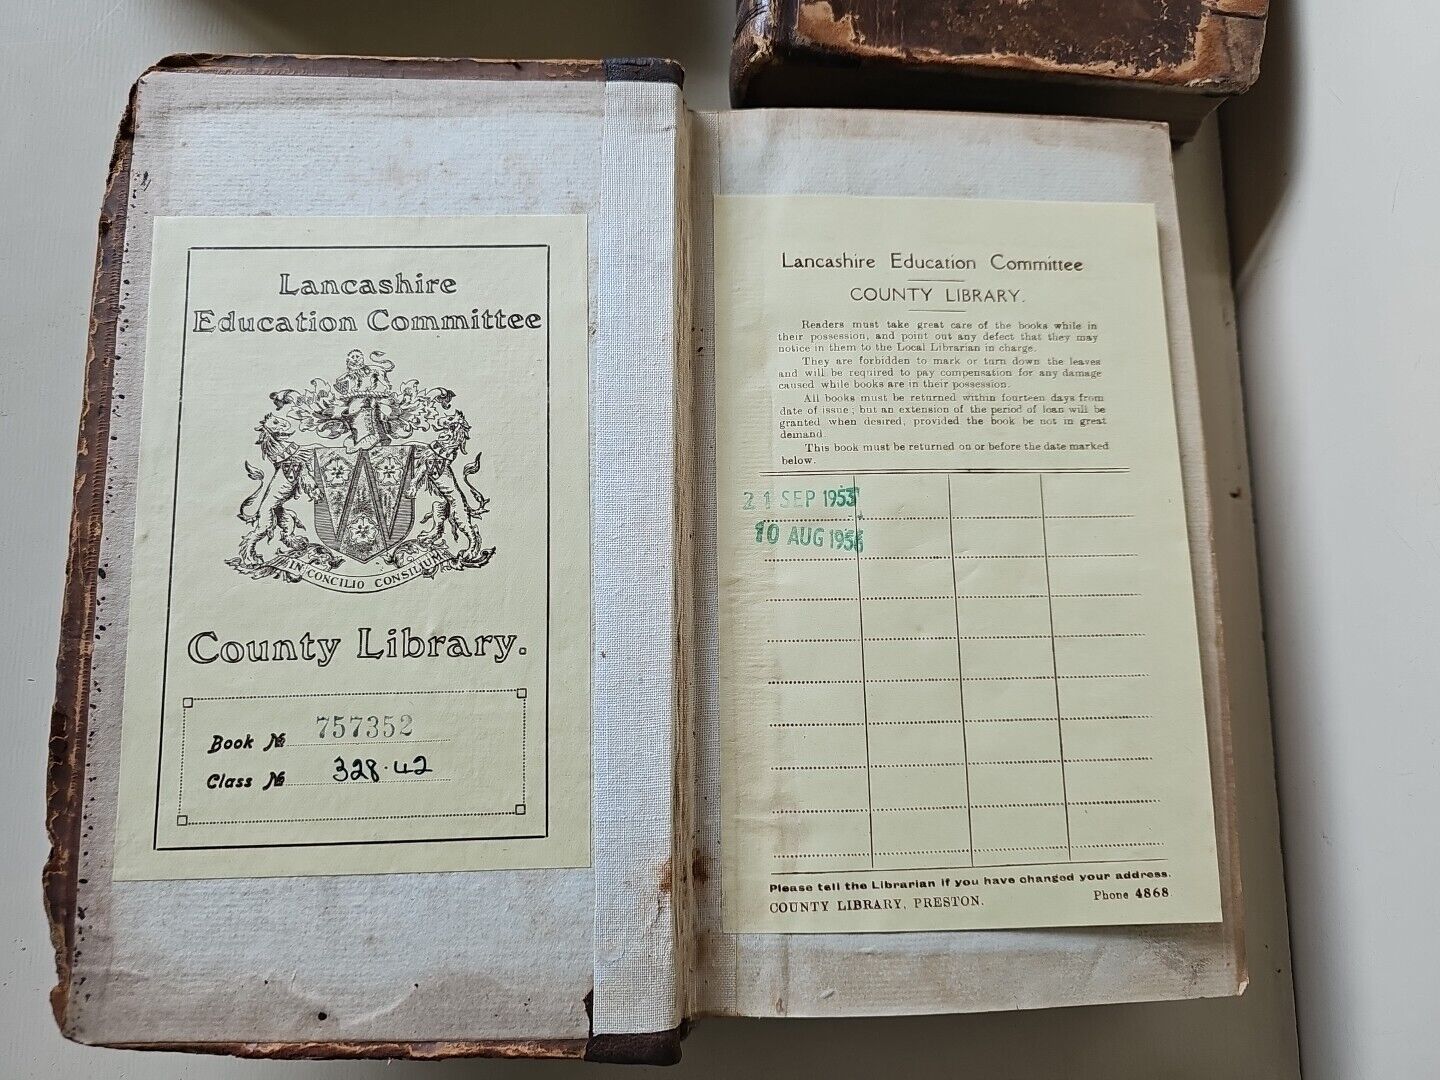 Lancashire
Education Committee
IN CONCILIO CONSILIUM
County Library.
Book № 757352
Class № 328.42
Lancashire Education Committee
COUNTY LIBRARY.
Readers must take great care of the books while in
their possession, and point out any defect that they may
notice in them to the Local Librarian in charge.
They are forbidden to mark or turn down the leaves
and will be required to pay compensation for any damage
caused while books are in their possession.
All books must be returned within fourteen days from
date of issue; but an extension of the period of loan will be
granted when desired, provided the book be not in great
demand.
This book must be returned on or before the date marked
below.
21 SEP 1953
10 AUG 1956
Please tell the Librarian if you have changed your address.
COUNTY LIBRARY, PRESTON. Phone 4868.